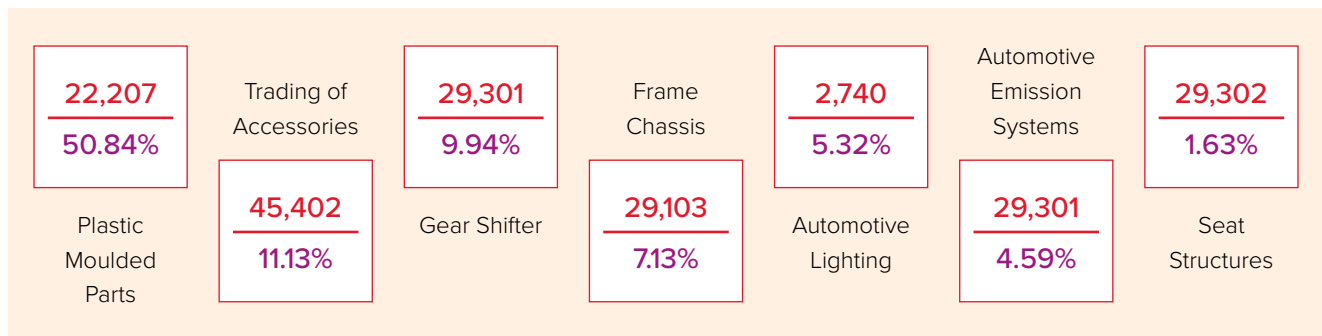 22,207
50.84%
Plastic
Moulded
Parts
Trading of
Accessories
45,402
11.13%
29,301
9.94%
Gear Shifter
Frame
Chassis
29,103
7.13%
2,740
5.32%
Automotive
Lighting
Automotive
Emission
Systems
29,301
4.59%
29,302
1.63%
Seat
Structures